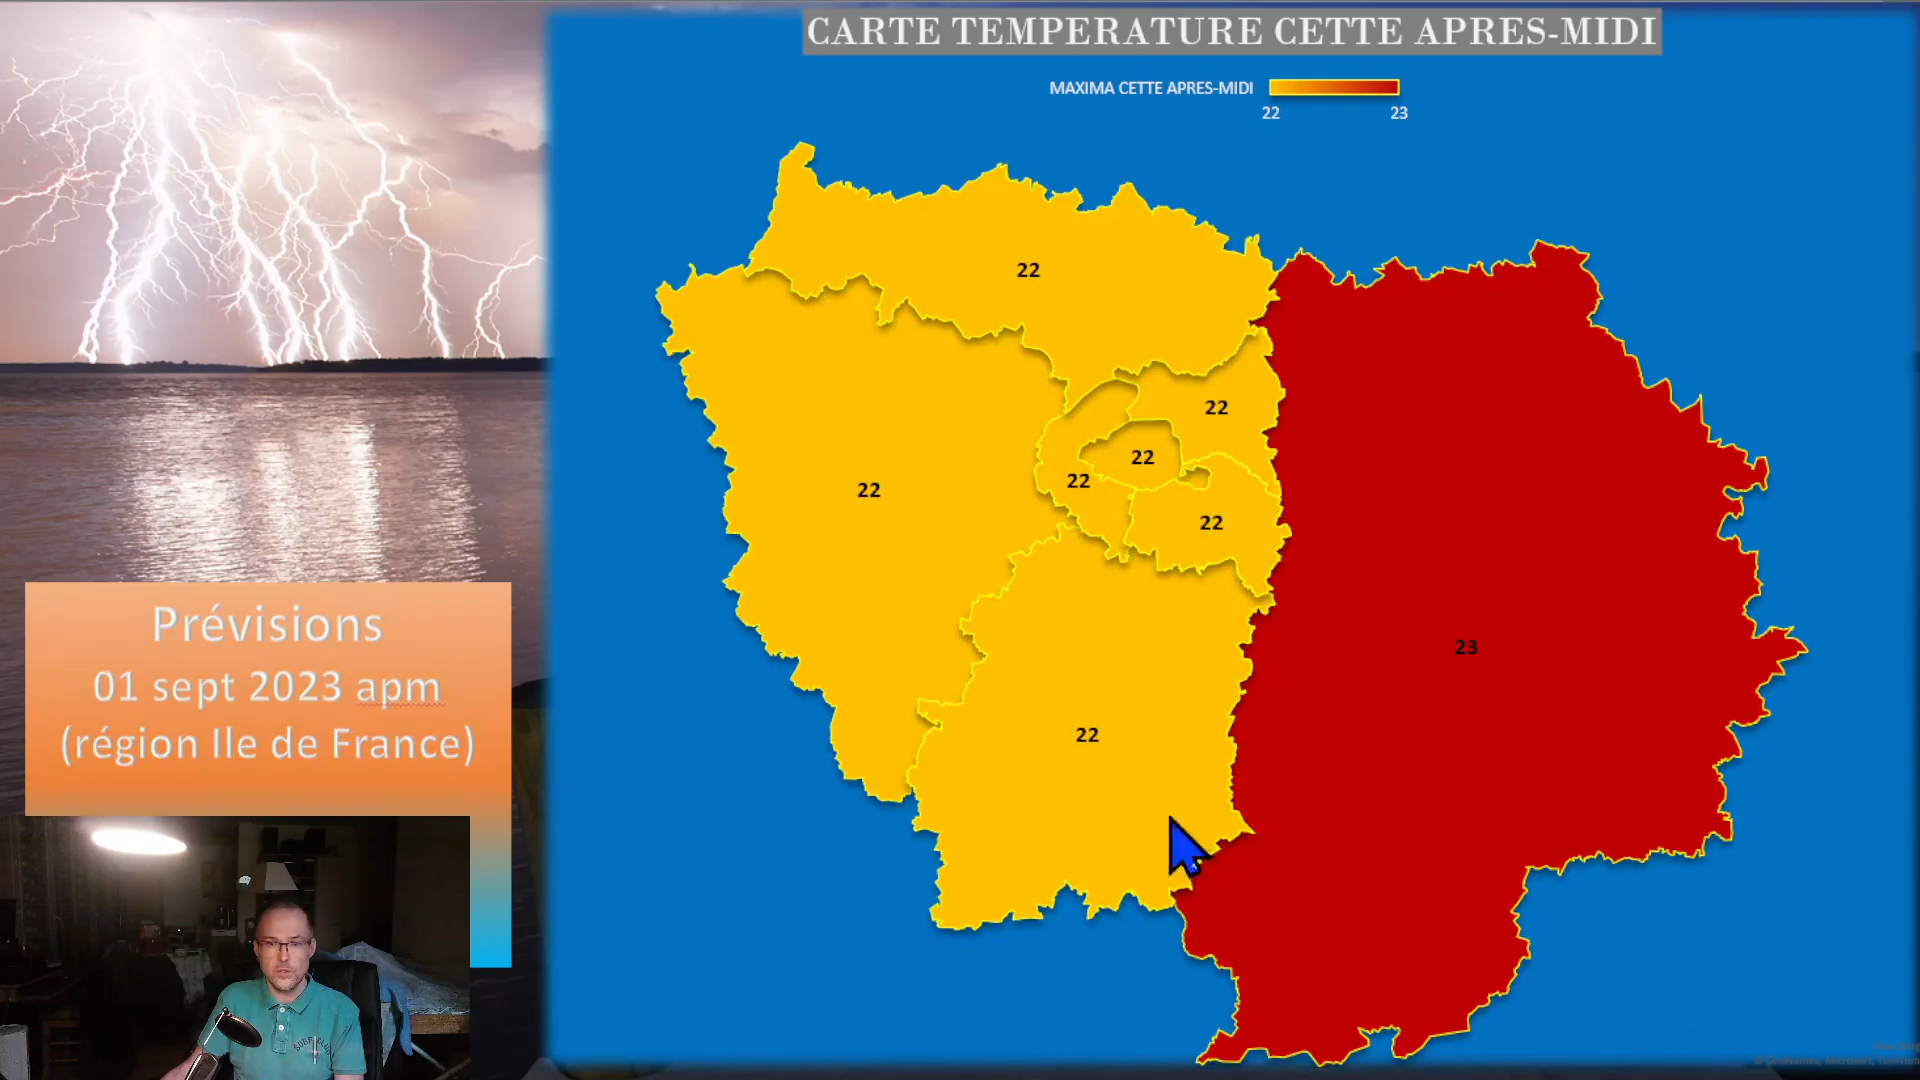 CARTE TEMPERATURE CETTE APRES-MIDI
MAXIMA CETTE APRES-MIDI
22 23
22
22
22
22
22
22
22
23
Prévisions
01 sept 2023 apm
(région Ile de France)